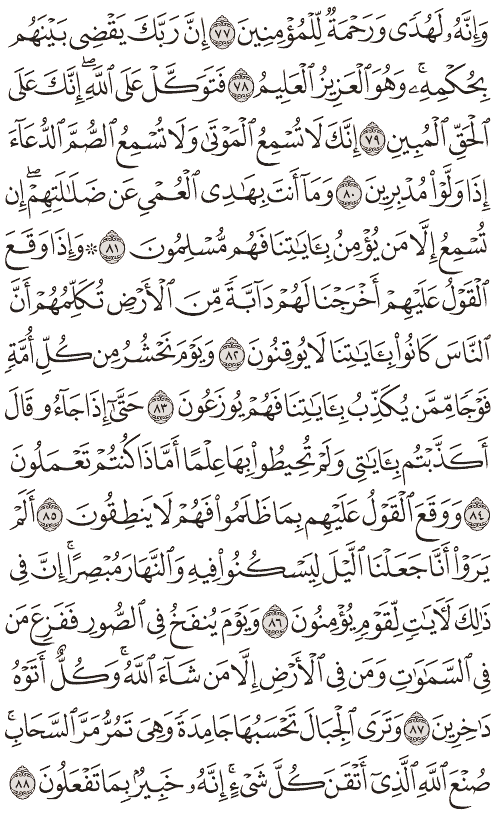 وَإِنَّهُۥ لَهُدٗى وَرَحۡمَةٞ لِّلۡمُؤۡمِنِينَ ٧٧ إِنَّ رَبَّكَ يَقۡضِي بَيۡنَهُم
بِحُكۡمِهِۦۚ وَهُوَ ٱلۡعَزِيزُ ٱلۡعَلِيمُ ٧٨ فَتَوَكَّلۡ عَلَى ٱللَّهِۖ إِنَّكَ عَلَى
ٱلۡحَقِّ ٱلۡمُبِينِ ٧٩ إِنَّكَ لَا تُسۡمِعُ ٱلۡمَوۡتَىٰ وَلَا تُسۡمِعُ ٱلصُّمَّ ٱلدُّعَآءَ
إِذَا وَلَّوۡاْ مُدۡبِرِينَ ٨٠ وَمَآ أَنتَ بِهَٰدِي ٱلۡعُمۡيِ عَن ضَلَٰلَتِهِمۡۖ إِن
تُسۡمِعُ إِلَّا مَن يُؤۡمِنُ بِـَٔايَٰتِنَا فَهُم مُّسۡلِمُونَ ٨١ ۞ وَإِذَا وَقَعَ
ٱلۡقَوۡلُ عَلَيۡهِمۡ أَخۡرَجۡنَا لَهُمۡ دَآبَّةٗ مِّنَ ٱلۡأَرۡضِ تُكَلِّمُهُمۡ أَنَّ
ٱلنَّاسَ كَانُواْ بِـَٔايَٰتِنَا لَا يُوقِنُونَ ٨٢ وَيَوۡمَ نَحۡشُرُ مِن كُلِّ أُمَّةٖ
فَوۡجٗا مِّمَّن يُكَذِّبُ بِـَٔايَٰتِنَا فَهُمۡ يُوزَعُونَ ٨٣ حَتَّىٰٓ إِذَا جَآءُو قَالَ
أَكَذَّبۡتُم بِـَٔايَٰتِي وَلَمۡ تُحِيطُواْ بِهَا عِلۡمًا أَمَّاذَا كُنتُمۡ تَعۡمَلُونَ
٨٤ وَوَقَعَ ٱلۡقَوۡلُ عَلَيۡهِم بِمَا ظَلَمُواْ فَهُمۡ لَا يَنطِقُونَ ٨٥ أَلَمۡ
يَرَوۡاْ أَنَّا جَعَلۡنَا ٱلَّيۡلَ لِيَسۡكُنُواْ فِيهِ وَٱلنَّهَارَ مُبۡصِرًاۚ إِنَّ فِي
ذَٰلِكَ لَأٓيَٰتٖ لِّقَوۡمٖ يُؤۡمِنُونَ ٨٦ وَيَوۡمَ يُنفَخُ فِي ٱلصُّورِ فَفَزِعَ مَن
فِي ٱلسَّمَٰوَٰتِ وَمَن فِي ٱلۡأَرۡضِ إِلَّا مَن شَآءَ ٱللَّهُۚ وَكُلٌّ أَتَوۡهُ
دَٰخِرِينَ ٨٧ وَتَرَى ٱلۡجِبَالَ تَحۡسَبُهَا جَامِدَةٗ وَهِيَ تَمُرُّ مَرَّ ٱلسَّحَابِۚ
صُنۡعَ ٱللَّهِ ٱلَّذِيٓ أَتۡقَنَ كُلَّ شَيۡءٍۚ إِنَّهُۥ خَبِيرُۢ بِمَا تَفۡعَلُونَ ٨٨